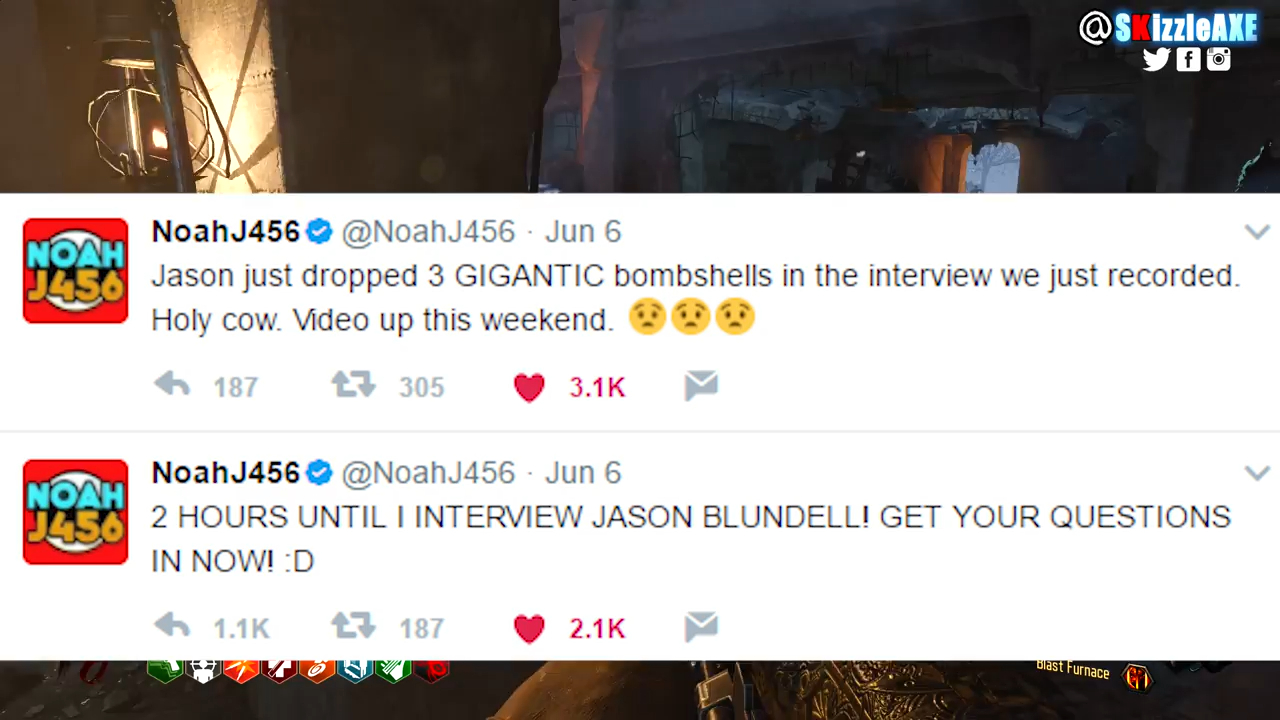 @SKizzleAXE
NOAH
J456
NoahJ456 @NoahJ456 · Jun 6
Jason just dropped 3 GIGANTIC bombshells in the interview we just recorded.
Holy cow. Video up this weekend. 😟😟😟
187 305 3.1K
NOAH
J456
NoahJ456 @NoahJ456 · Jun 6
2 HOURS UNTIL I INTERVIEW JASON BLUNDELL! GET YOUR QUESTIONS
IN NOW! :D
1.1K 187 2.1K
Blast Furnace